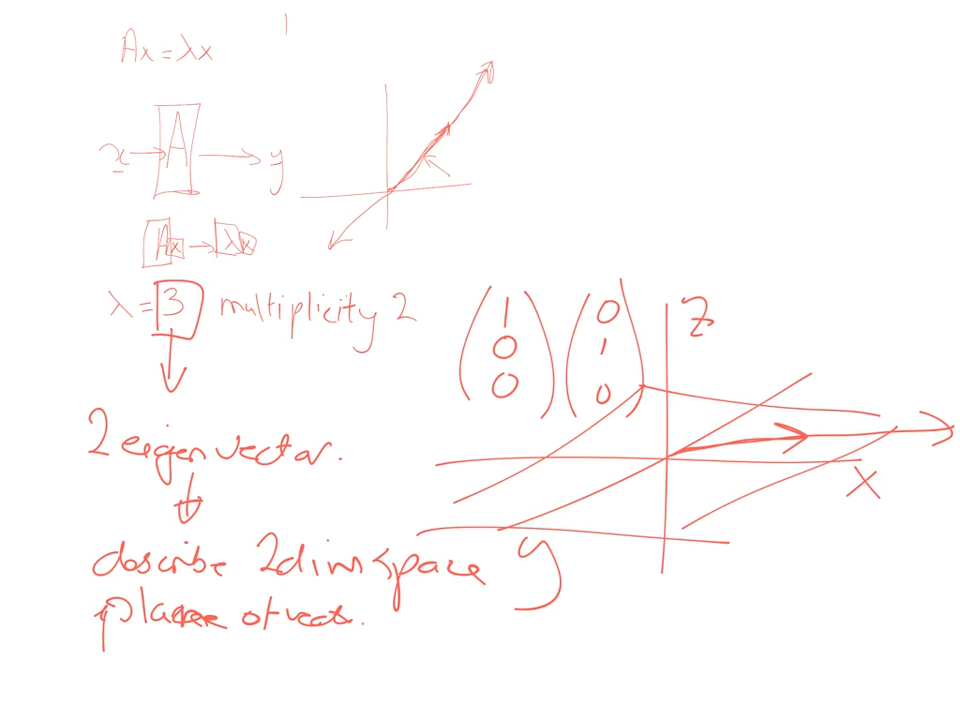 Ax = λx
x → A → y
Ax → λx
λ = 3 multiplicity 2
2 eigenvector.
describe 2dim space
plane of vect.
1 0
0 1
0 0
Z
X
y